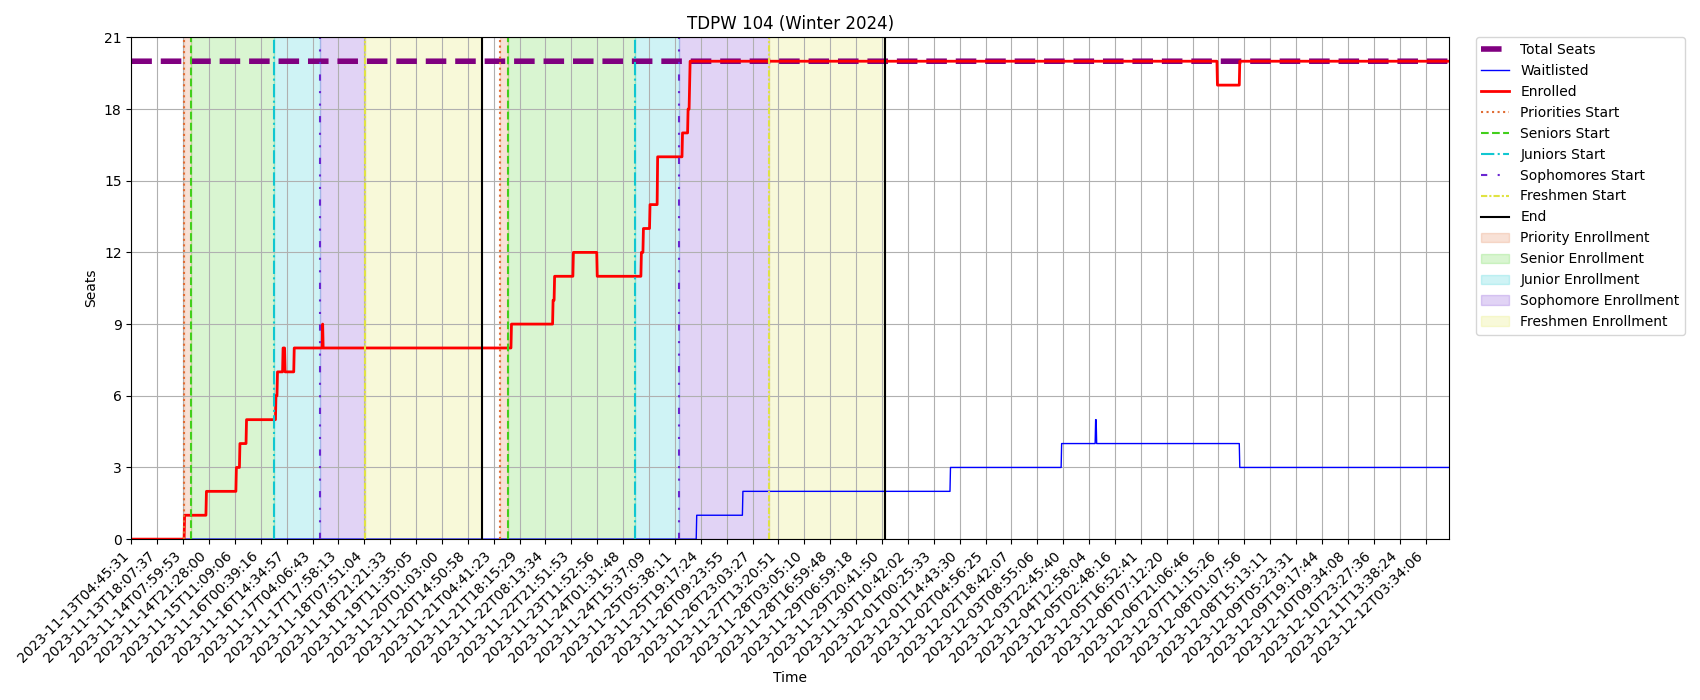 TDPW 104 (Winter 2024)
21
18
15
12
9
6
3
0
Seats
2023-11-13T04:45:31
2023-11-13T18:07:37
2023-11-14T07:59:53
2023-11-14T21:28:00
2023-11-15T11:09:06
2023-11-16T00:39:16
2023-11-16T14:34:57
2023-11-17T04:06:43
2023-11-17T17:58:13
2023-11-18T07:51:04
2023-11-18T21:21:33
2023-11-19T11:35:05
2023-11-20T01:03:00
2023-11-20T14:50:58
2023-11-21T04:41:23
2023-11-21T18:15:29
2023-11-22T08:13:34
2023-11-22T21:51:53
2023-11-23T11:52:56
2023-11-24T01:31:48
2023-11-24T15:37:09
2023-11-25T05:38:11
2023-11-25T19:17:24
2023-11-26T09:23:55
2023-11-26T23:03:27
2023-11-27T13:20:51
2023-11-28T03:05:10
2023-11-28T16:59:48
2023-11-29T06:59:18
2023-11-29T20:41:50
2023-11-30T10:42:02
2023-12-01T00:25:33
2023-12-01T14:43:30
2023-12-02T04:56:25
2023-12-02T18:42:07
2023-12-03T08:55:06
2023-12-03T22:45:40
2023-12-04T12:58:04
2023-12-05T02:48:16
2023-12-05T16:52:41
2023-12-06T07:12:20
2023-12-06T21:06:46
2023-12-07T11:15:26
2023-12-08T01:07:56
2023-12-08T15:13:11
2023-12-09T05:23:31
2023-12-09T19:17:44
2023-12-10T09:34:08
2023-12-10T23:27:36
2023-12-11T13:38:24
2023-12-12T03:34:06
Time
Total Seats
Waitlisted
Enrolled
Priorities Start
Seniors Start
Juniors Start
Sophomores Start
Freshmen Start
End
Priority Enrollment
Senior Enrollment
Junior Enrollment
Sophomore Enrollment
Freshmen Enrollment